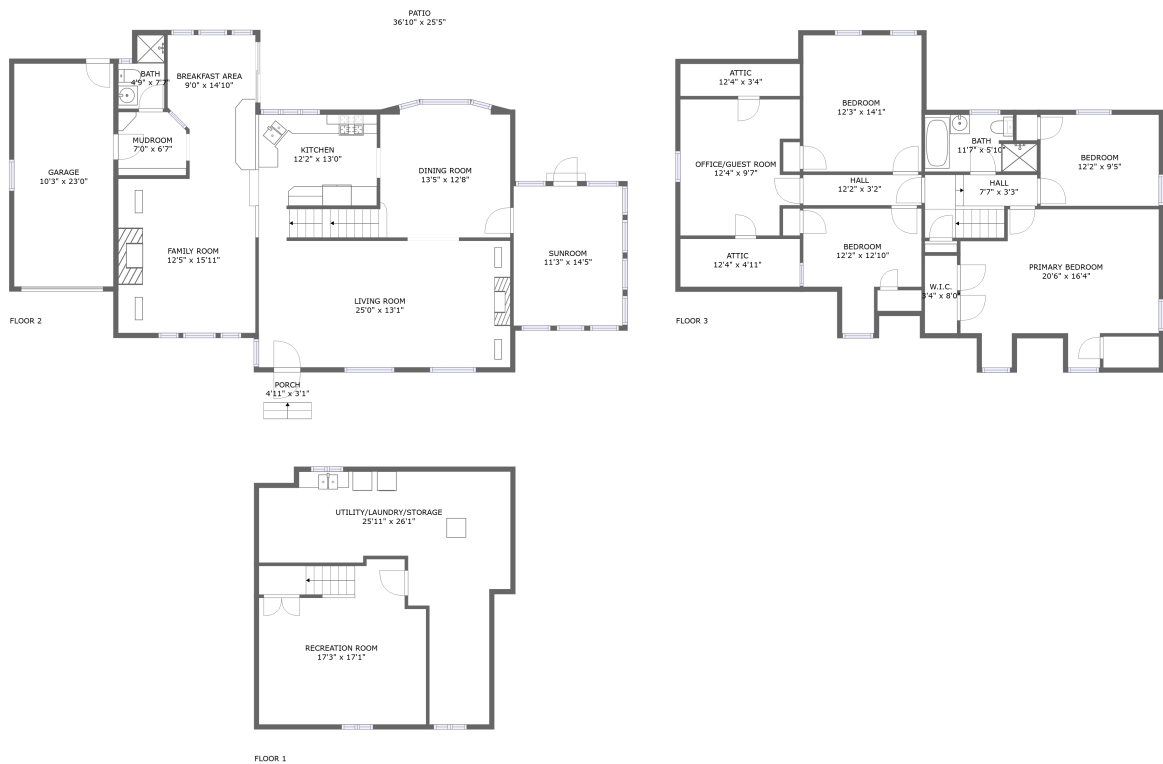 PATIO
36'10" x 25'5"
BATH
4'9" x 7'7"
BREAKFAST AREA
9'0" x 14'10"
MUDROOM
7'0" x 6'7"
KITCHEN
12'2" x 13'0"
GARAGE
10'3" x 23'0"
DINING ROOM
13'5" x 12'8"
FAMILY ROOM
12'5" x 15'11"
SUNROOM
11'3" x 14'5"
LIVING ROOM
25'0" x 13'1"
FLOOR 2
PORCH
4'11" x 3'1"
ATTIC
12'4" x 3'4"
BEDROOM
12'3" x 14'1"
BATH
11'7" x 5'10"
BEDROOM
12'2" x 9'5"
OFFICE/GUEST ROOM
12'4" x 9'7"
HALL
12'2" x 3'2"
HALL
7'7" x 3'3"
ATTIC
12'4" x 4'11"
BEDROOM
12'2" x 12'10"
PRIMARY BEDROOM
20'6" x 16'4"
W.I.C.
3'4" x 8'0"
FLOOR 3
UTILITY/LAUNDRY/STORAGE
25'11" x 26'1"
RECREATION ROOM
17'3" x 17'1"
FLOOR 1